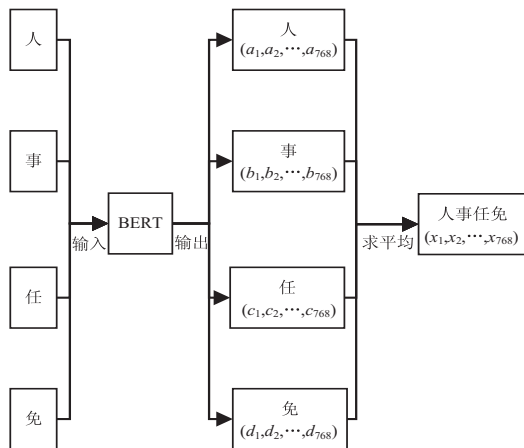 人
事
任
免
输入
BERT
输出
人
(a₁,a₂,⋯,a₇₆₈)
事
(b₁,b₂,⋯,b₇₆₈)
任
(c₁,c₂,⋯,c₇₆₈)
免
(d₁,d₂,⋯,d₇₆₈)
求平均
人事任免
(x₁,x₂,⋯,x₇₆₈)